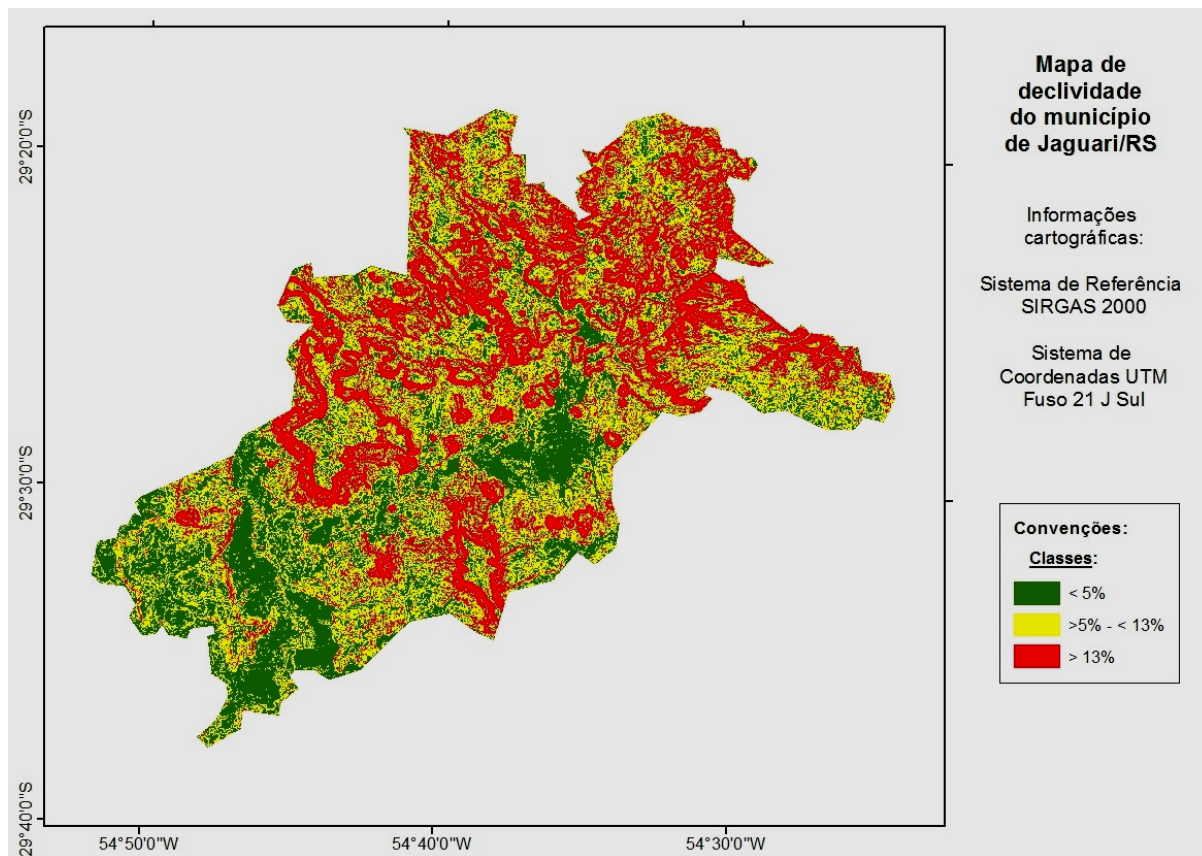 Mapa de
declividade
do município
de Jaguari/RS
Informações
cartográficas:
Sistema de Referência
SIRGAS 2000
Sistema de
Coordenadas UTM
Fuso 21 J Sul
Convenções:
Classes:
< 5%
>5% - < 13%
> 13%
29°20'0"S
29°30'0"S
29°40'0"S
54°50'0"W
54°40'0"W
54°30'0"W